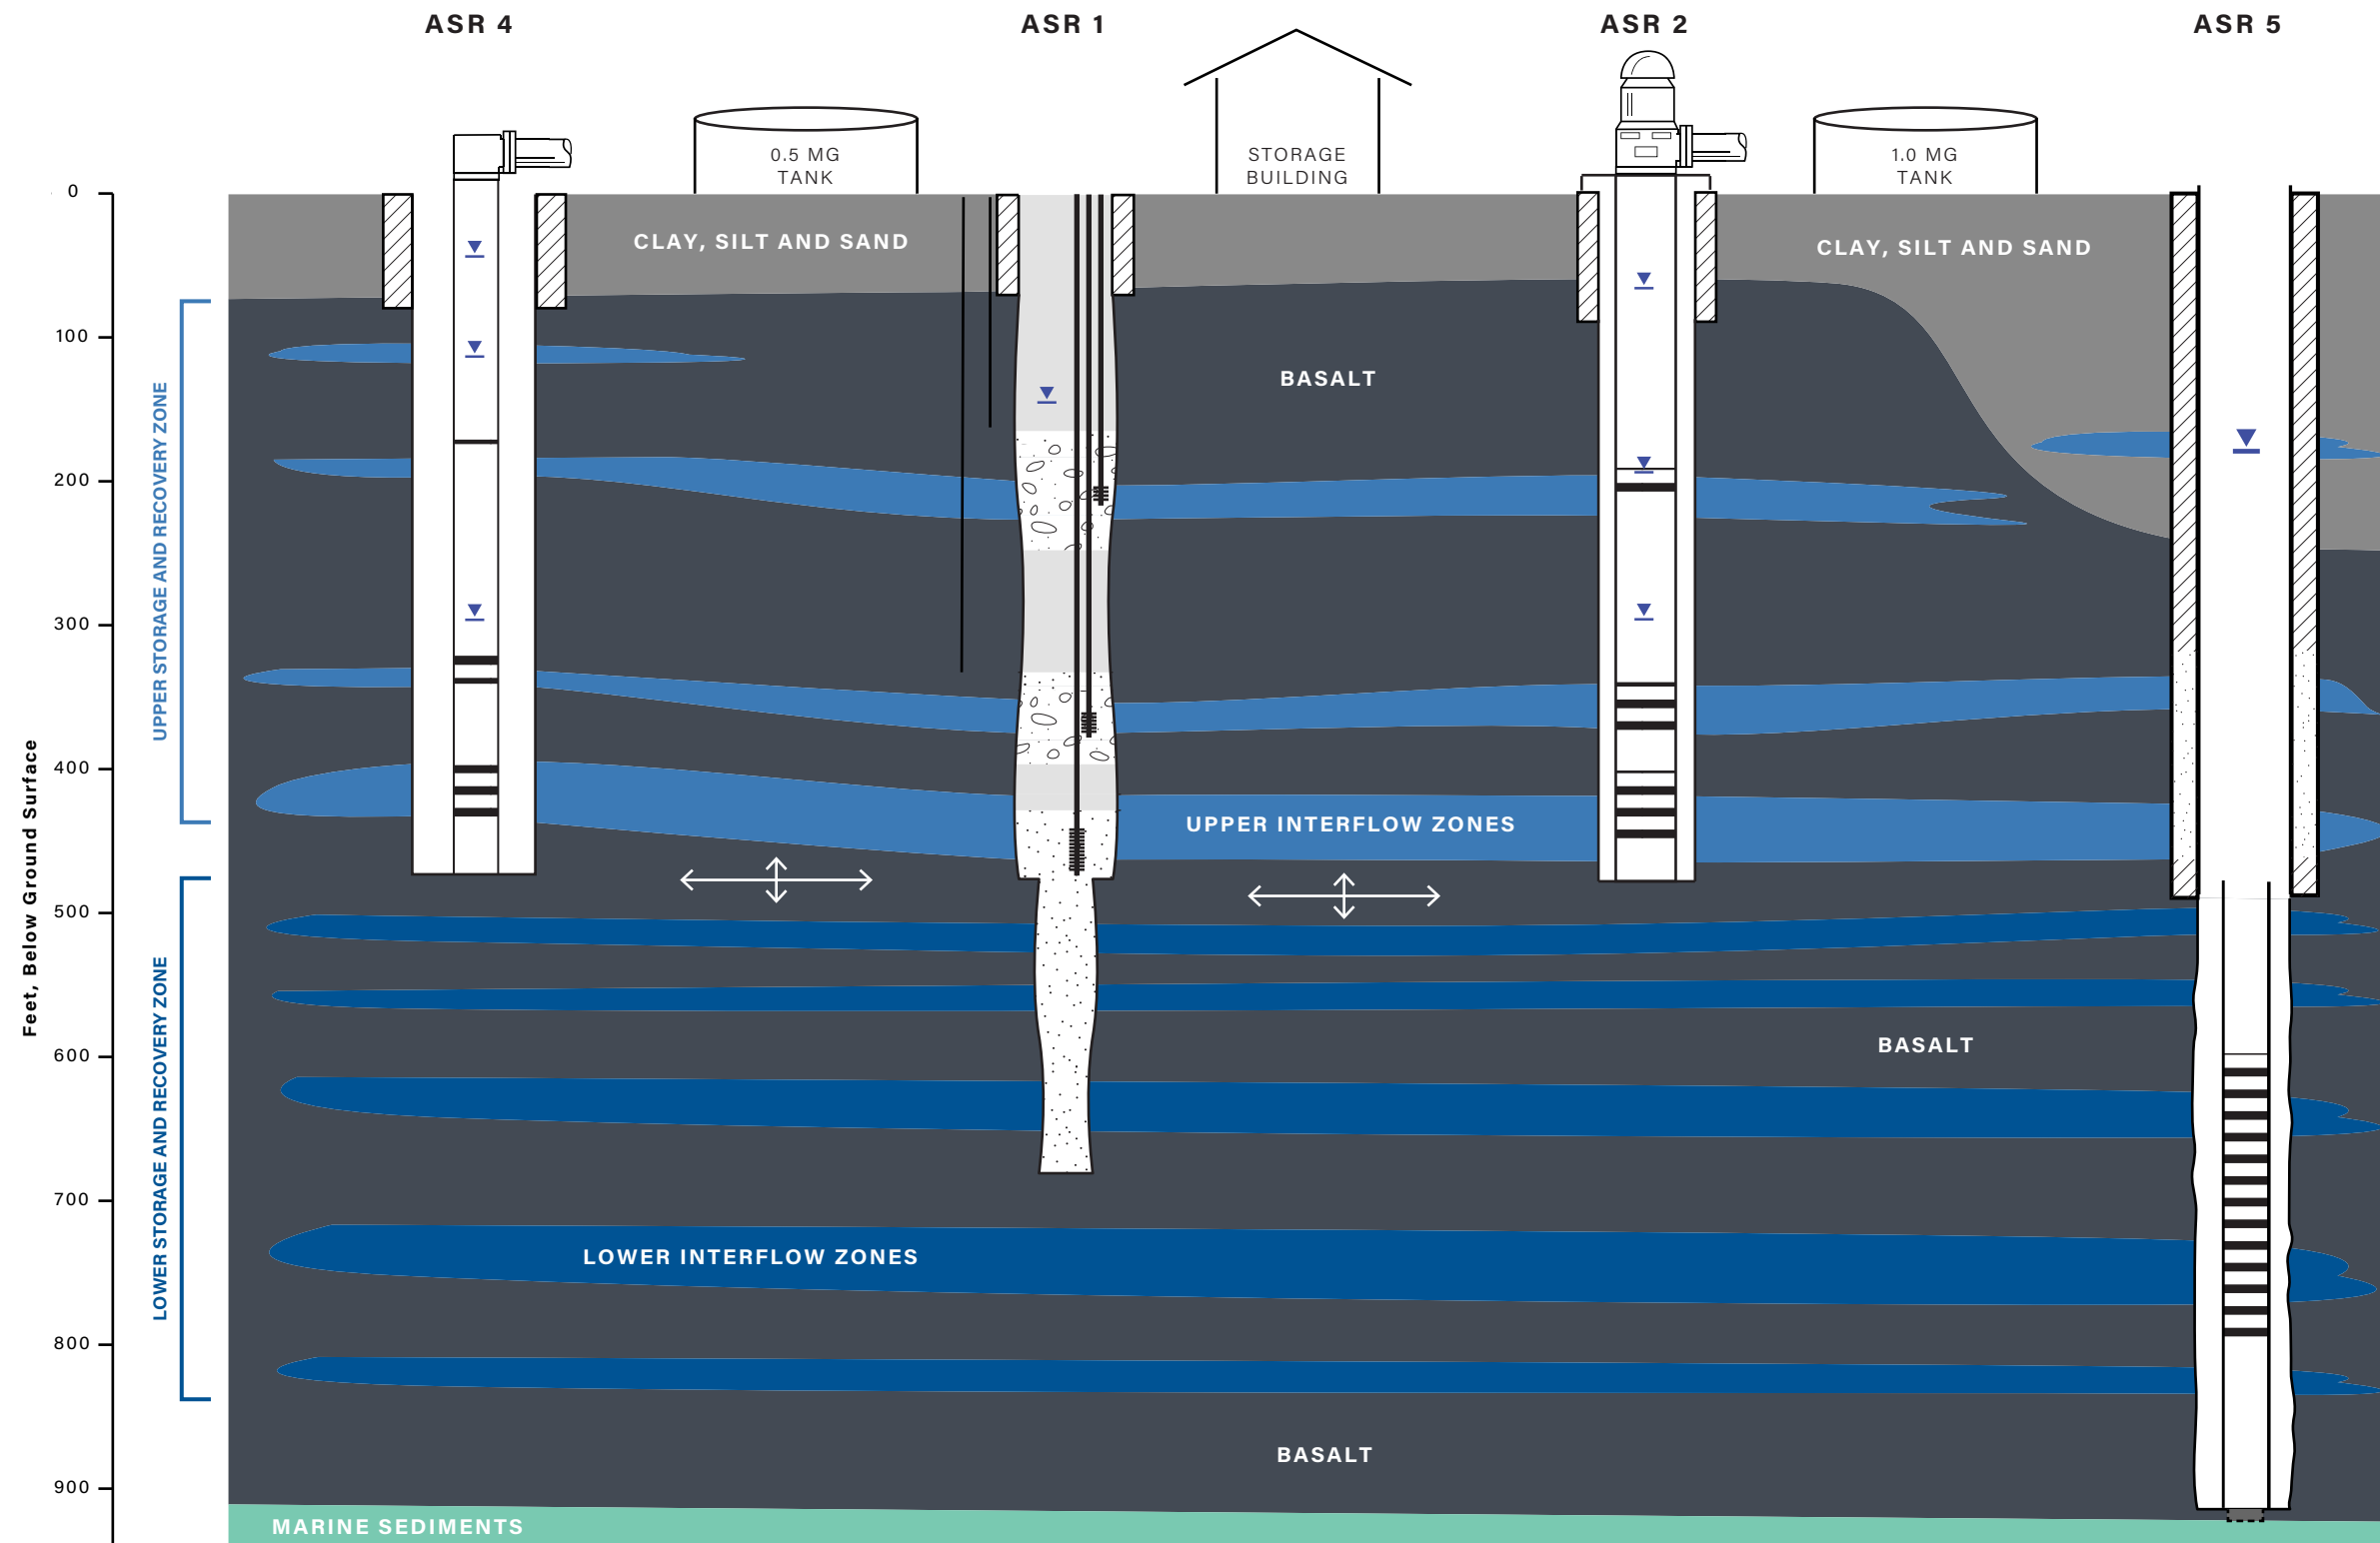 ASR 4
ASR 1
ASR 2
ASR 5
0.5 MG
TANK
STORAGE
BUILDING
1.0 MG
TANK
0
100
200
300
400
500
600
700
800
900
Feet, Below Ground Surface
UPPER STORAGE AND RECOVERY ZONE
LOWER STORAGE AND RECOVERY ZONE
CLAY, SILT AND SAND
CLAY, SILT AND SAND
BASALT
UPPER INTERFLOW ZONES
BASALT
LOWER INTERFLOW ZONES
BASALT
MARINE SEDIMENTS